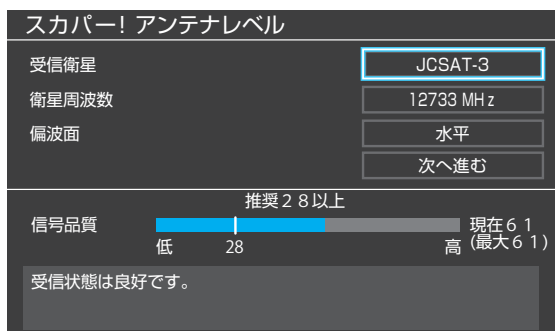 スカパー! アンテナレベル
受信衛星 JCSAT-3
衛星周波数 12733 MHz
偏波面 水平
次へ進む
推奨２８以上
信号品質 現在６１
低 28 高 (最大６１)
受信状態は良好です。